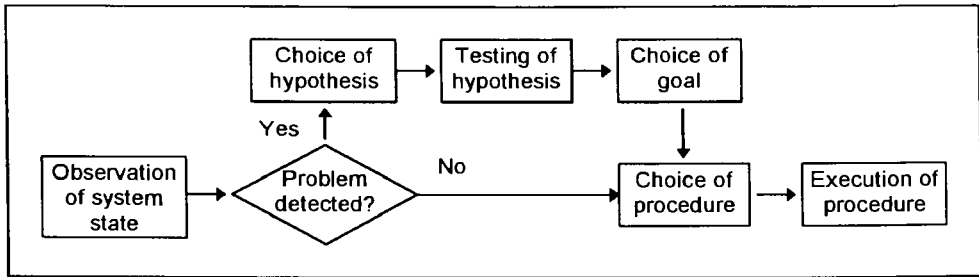 Choice of
hypothesis
Testing of
hypothesis
Choice of
goal
Yes
Observation
of system
state
Problem
detected?
No
Choice of
procedure
Execution of
procedure